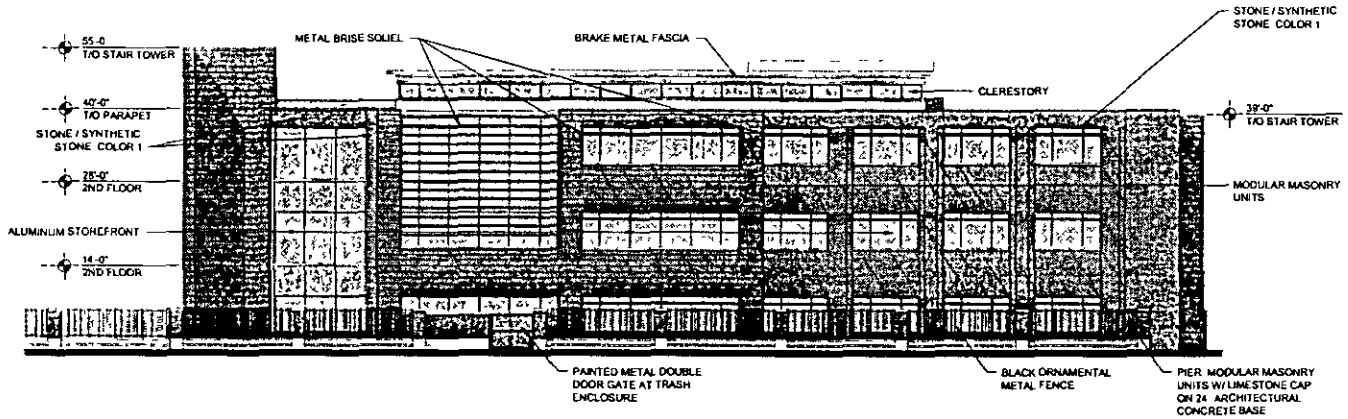 STONE / SYNTHETIC
STONE COLOR 1
55'-0
T/O STAIR TOWER
METAL BRISE SOLIEL
BRAKE METAL FASCIA
CLERESTORY
40'-0"
T/O PARAPET
39'-0"
T/O STAIR TOWER
STONE / SYNTHETIC
STONE COLOR 1
28'-0"
2ND FLOOR
MODULAR MASONRY
UNITS
ALUMINUM STOREFRONT
14'-0"
2ND FLOOR
PAINTED METAL DOUBLE
DOOR GATE AT TRASH
ENCLOSURE
BLACK ORNAMENTAL
METAL FENCE
PIER MODULAR MASONRY
UNITS W/ LIMESTONE CAP
ON 24 ARCHITECTURAL
CONCRETE BASE